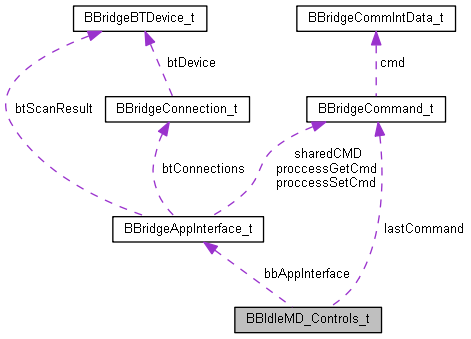 BBridgeBTDevice_t
BBridgeCommIntData_t
btDevice
cmd
btScanResult
BBridgeConnection_t
BBridgeCommand_t
sharedCMD
proccessGetCmd
proccessSetCmd
btConnections
BBridgeAppInterface_t
lastCommand
bbAppInterface
BBIdleMD_Controls_t